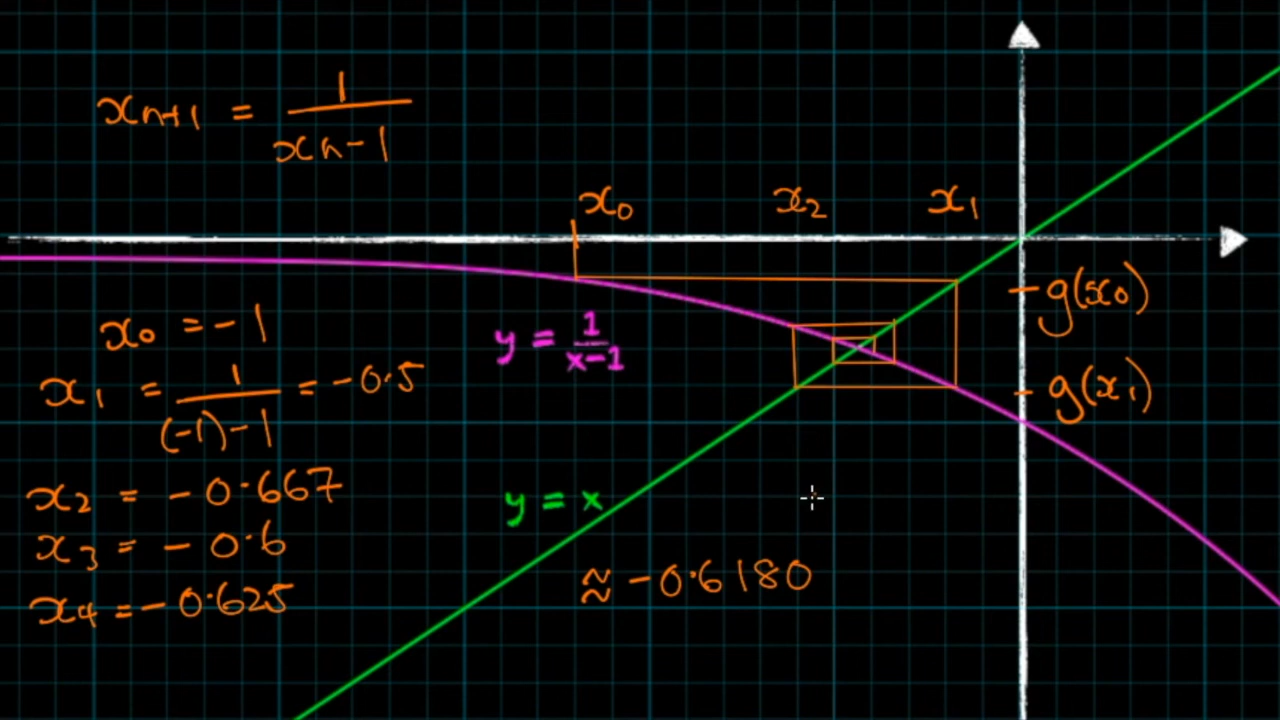 xₙ₊₁ = 1/(xₙ-1)
x₀ x₂ x₁
- g(x₀)
x₀ = -1
y = 1/(x-1)
x₁ = 1/((-1)-1) = -0.5
- g(x₁)
x₂ = -0.667
y = x
x₃ = -0.6
x₄ = -0.625
≈ -0.6180